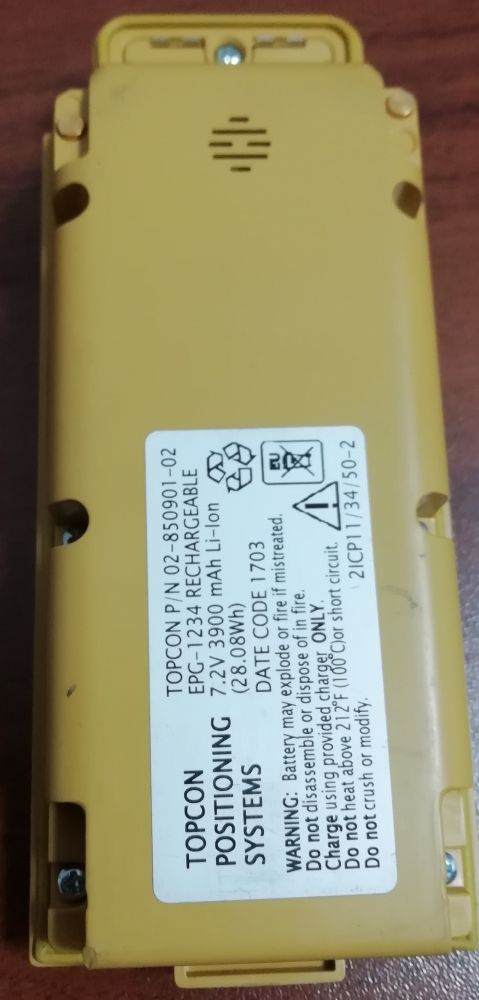 TOPCON
POSITIONING
SYSTEMS
TOPCON P/N 02-850901-02
EPG-1234 RECHARGEABLE
7.2V 3900 mAh Li-Ion
(28.08Wh)
DATE CODE 1703
EU
WARNING: Battery may explode or fire if mistreated.
Do not disassemble or dispose of in fire.
Charge using provided charger ONLY.
Do not heat above 212°F (100°C)or short circuit.
Do not crush or modify.
2ICP11/34/50-2